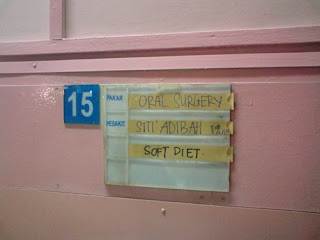 15
PAKAR ORAL SURGERY
PESAKIT SITI ADIBAH
SOFT DIET.